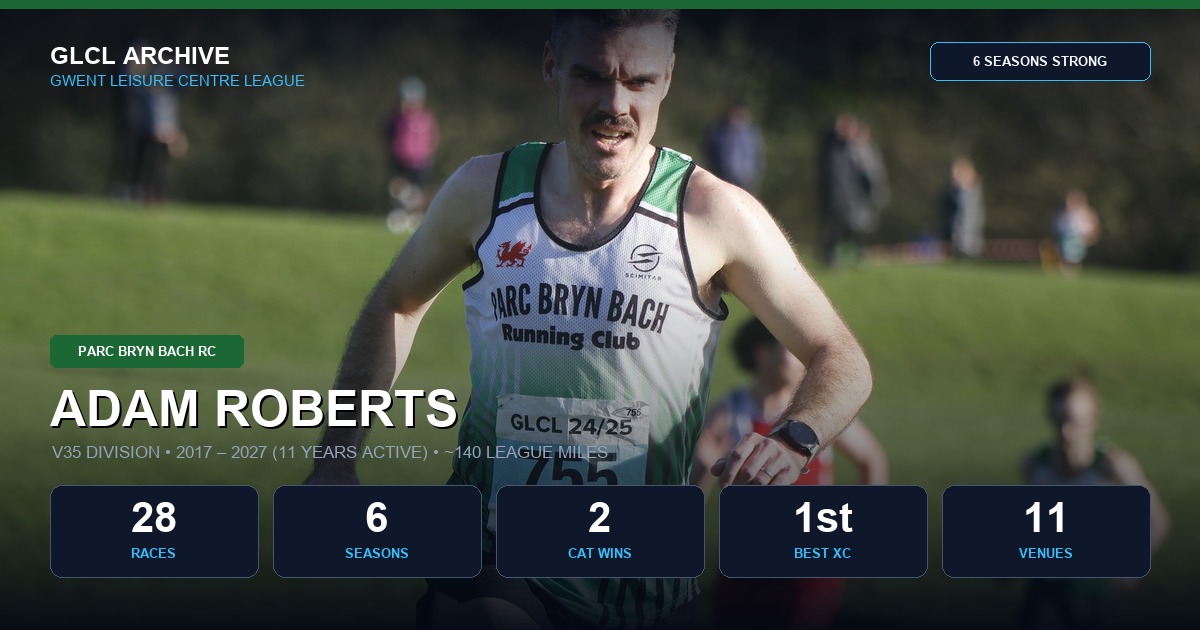 GLCL ARCHIVE
GWENT LEISURE CENTRE LEAGUE
6 SEASONS STRONG
SCIMITAR
PARC BRYN BACH
Running Club
755
GLCL 24/25
755
PARC BRYN BACH RC
ADAM ROBERTS
V35 DIVISION • 2017 – 2027 (11 YEARS ACTIVE) • ~140 LEAGUE MILES
28
RACES
6
SEASONS
2
CAT WINS
1st
BEST XC
11
VENUES